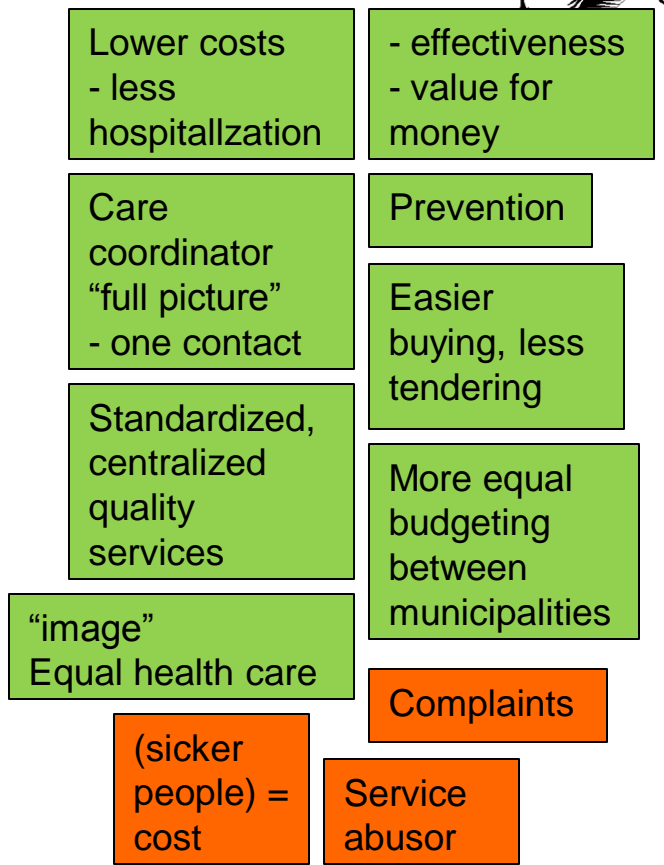 Lower costs
- less
hospitallzation
- effectiveness
- value for
money
Care
coordinator
“full picture”
- one contact
Prevention
Easier
buying, less
tendering
Standardized,
centralized
quality
services
More equal
budgeting
between
municipalities
“image”
Equal health care
Complaints
(sicker
people) =
cost
Service
abusor